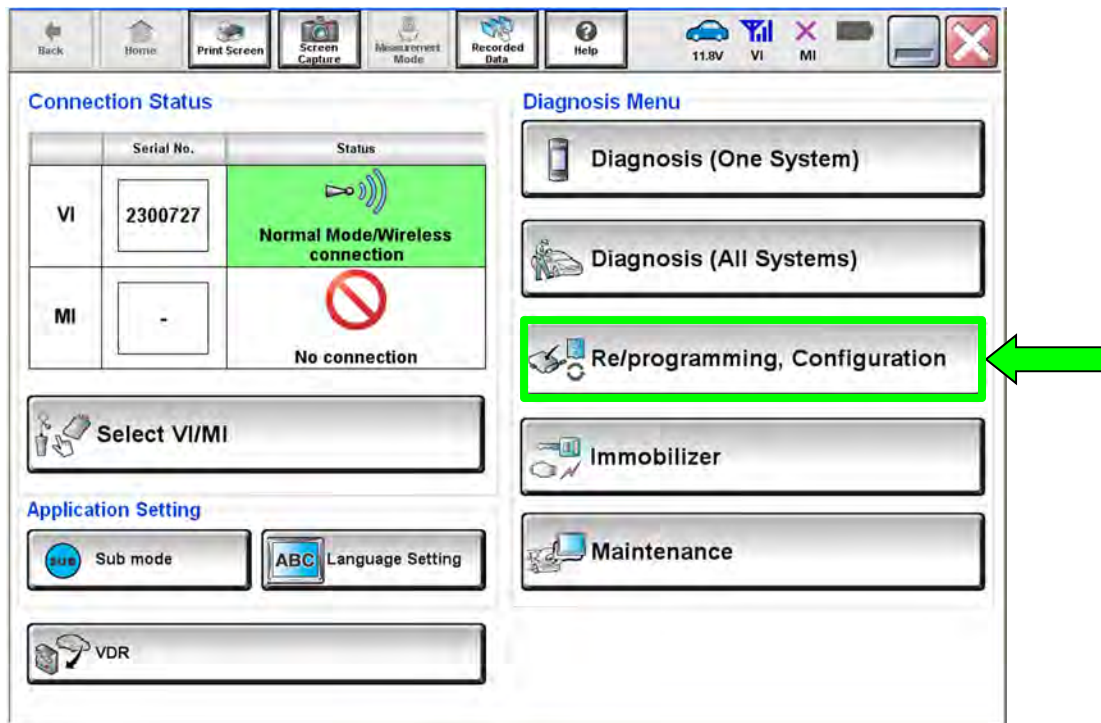 Back
Home
Print Screen
Screen
Capture
Measurement
Mode
Recorded
Data
Help
11.8V
VI
MI
Connection Status
Serial No.
Status
VI
2300727
Normal Mode/Wireless
connection
MI
-
No connection
Select VI/MI
Application Setting
SUB
Sub mode
ABC
Language Setting
VDR
Diagnosis Menu
Diagnosis (One System)
Diagnosis (All Systems)
Re/programming, Configuration
Immobilizer
Maintenance